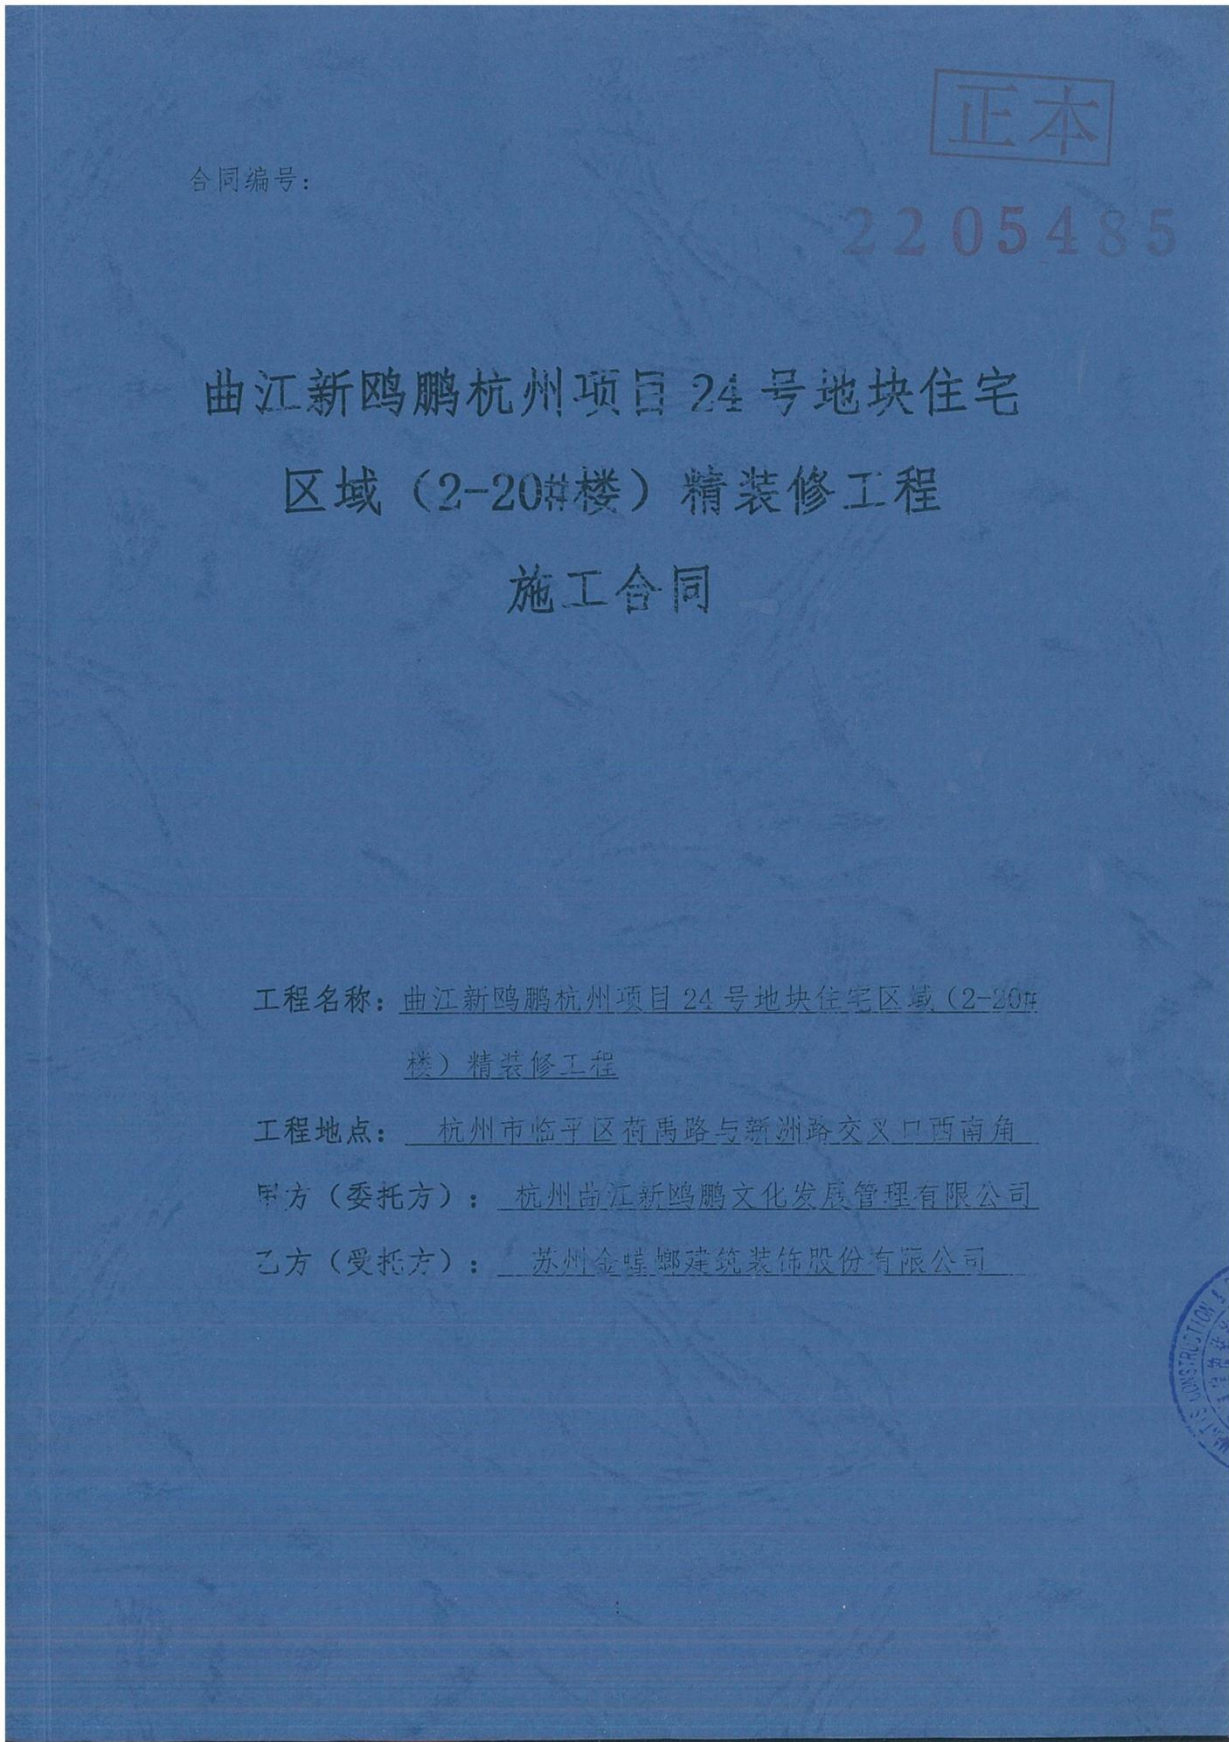 正本
合同编号：
2205485
曲江新鸥鹏杭州项目24号地块住宅
区域（2-20#楼）精装修工程
施工合同
工程名称：曲江新鸥鹏杭州项目24号地块住宅区域（2-20#
楼）精装修工程
工程地点：杭州市临平区荷禹路与新洲路交叉口西南角
甲方（委托方）：杭州曲江新鸥鹏文化发展管理有限公司
乙方（受托方）：苏州金螳螂建筑装饰股份有限公司
CONSTRUCTION &